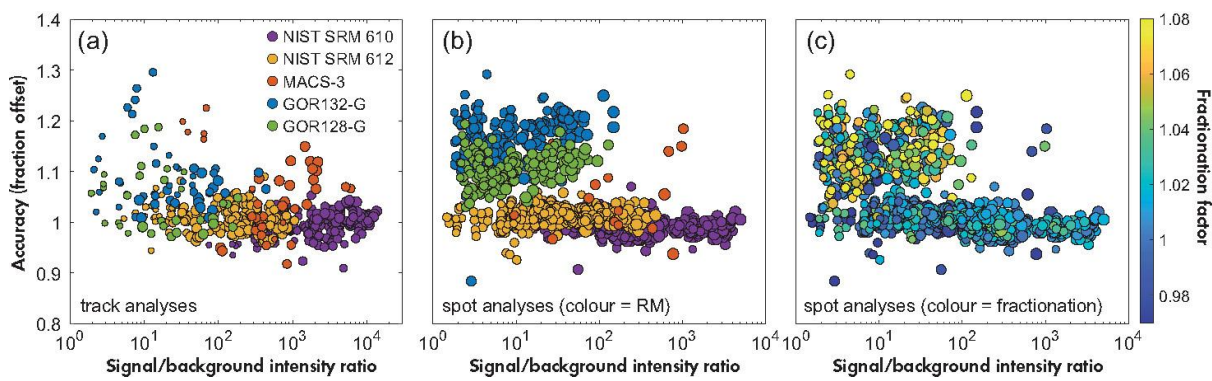 (a)
NIST SRM 610
NIST SRM 612
MACS-3
GOR132-G
GOR128-G
track analyses
Accuracy (fraction offset)
1.4
1.3
1.2
1.1
1
0.9
0.8
10^0 10^1 10^2 10^3 10^4
Signal/background intensity ratio
(b)
spot analyses (colour = RM)
10^0 10^1 10^2 10^3 10^4
Signal/background intensity ratio
(c)
spot analyses (colour = fractionation)
10^0 10^1 10^2 10^3 10^4
Signal/background intensity ratio
1.08
1.06
1.04
1.02
1
0.98
Fractionation factor